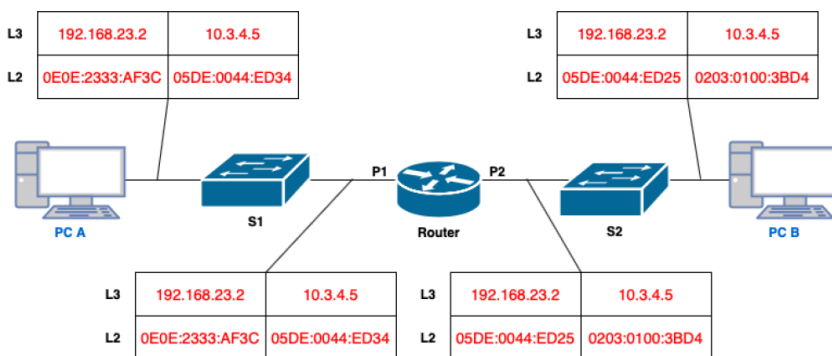 L3 192.168.23.2 10.3.4.5
L2 0E0E:2333:AF3C 05DE:0044:ED34
L3 192.168.23.2 10.3.4.5
L2 05DE:0044:ED25 0203:0100:3BD4
P1 P2
PC A S1 Router S2 PC B
L3 192.168.23.2 10.3.4.5
L2 0E0E:2333:AF3C 05DE:0044:ED34
L3 192.168.23.2 10.3.4.5
L2 05DE:0044:ED25 0203:0100:3BD4